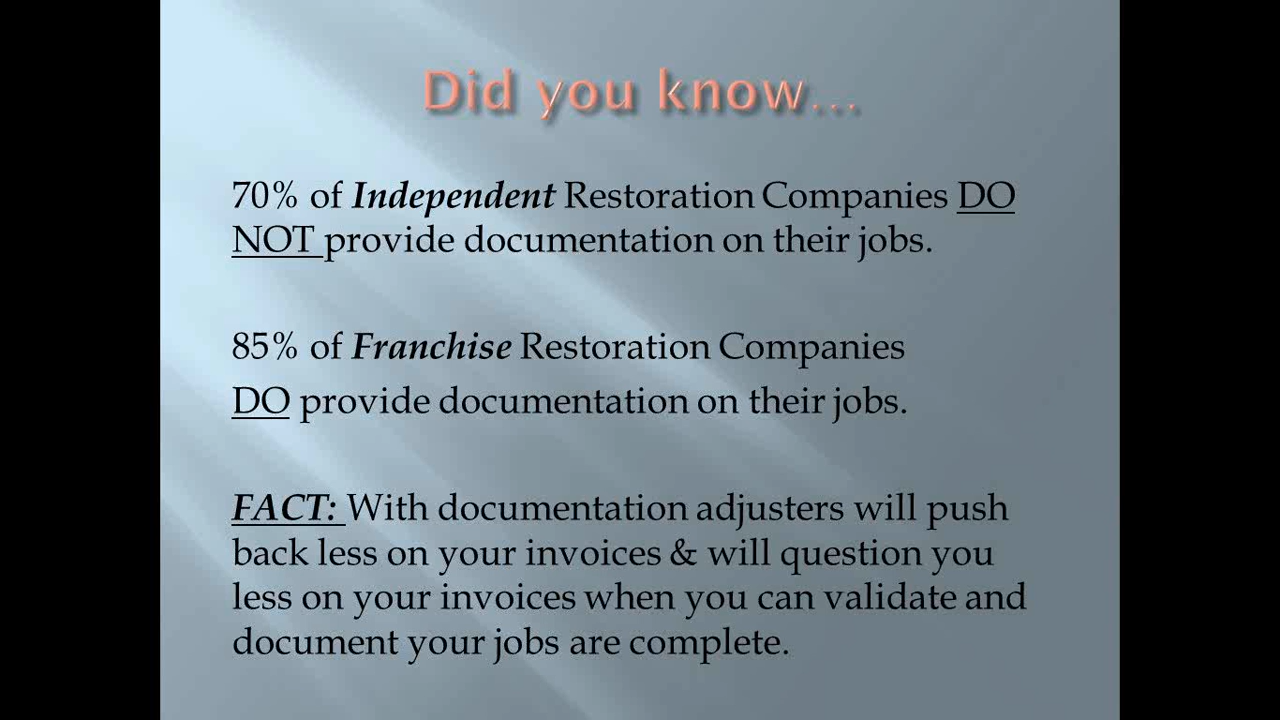 Did you know...
70% of Independent Restoration Companies DO
NOT provide documentation on their jobs.
85% of Franchise Restoration Companies
DO provide documentation on their jobs.
FACT: With documentation adjusters will push
back less on your invoices & will question you
less on your invoices when you can validate and
document your jobs are complete.